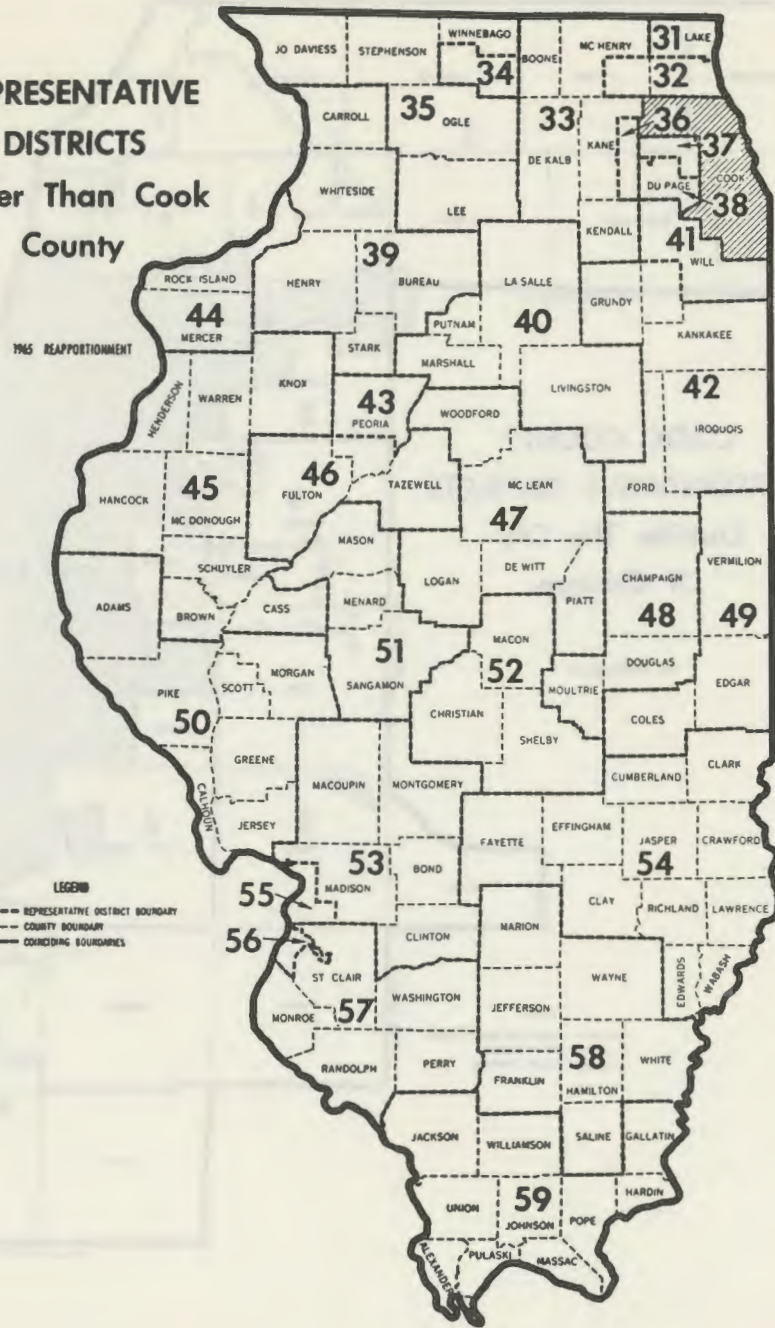 PRESENTATIVE
DISTRICTS
er Than Cook
County
1965 REAPPORTIONMENT
JO DAVIESS
STEPHENSON
WINNEBAGO
34
BOONE
MC HENRY
31 LAKE
32
CARROLL
35
OGLE
33
DE KALB
KANE
36
37
COOK
DU PAGE
38
WHITESIDE
LEE
KENDALL
41
WILL
ROCK ISLAND
HENRY
39
BUREAU
LA SALLE
GRUNDY
44
MERCER
PUTNAM
40
KANKAKEE
STARK
MARSHALL
HENDERSON
WARREN
KNOX
43
PEORIA
WOODFORD
LIVINGSTON
42
IROQUOIS
HANCOCK
45
MC DONOUGH
46
FULTON
TAZEWELL
MC LEAN
47
FORD
MASON
SCHUYLER
LOGAN
DE WITT
CHAMPAIGN
48
VERMILION
49
ADAMS
BROWN
CASS
MENARD
PIATT
MACON
51
SANGAMON
52
DOUGLAS
PIKE
50
SCOTT
MORGAN
CHRISTIAN
MOULTRIE
EDGAR
COLES
SHELBY
GREENE
MACOUPIN
MONTGOMERY
CUMBERLAND
CLARK
CALHOUN
JERSEY
FAYETTE
EFFINGHAM
JASPER
54
CRAWFORD
53
MADISON
BOND
LEGEND
REPRESENTATIVE DISTRICT BOUNDARY
COUNTY BOUNDARY
COINCIDING BOUNDARIES
55
56
CLINTON
MARION
CLAY
RICHLAND
LAWRENCE
ST CLAIR
57
WASHINGTON
JEFFERSON
WAYNE
EDWARDS
WABASH
MONROE
RANDOLPH
PERRY
FRANKLIN
58
HAMILTON
WHITE
JACKSON
WILLIAMSON
SALINE
GALLATIN
UNION
59
JOHNSON
POPE
HARDIN
ALEXANDER
PULASKI
MASSAC